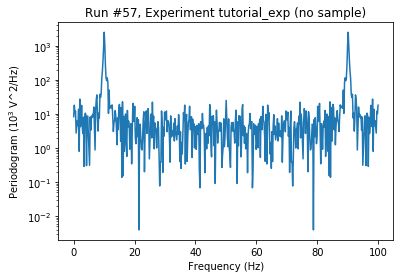 Run #57, Experiment tutorial_exp (no sample)
Periodogram (10³ V^2/Hz)
10³
10²
10¹
10⁰
10⁻¹
10⁻²
0 20 40 60 80 100
Frequency (Hz)